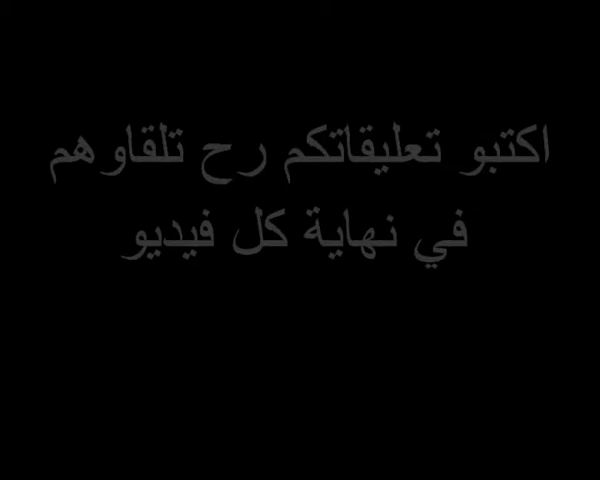 اكتبو تعليقاتكم رح تلقاوهم
في نهاية كل فيديو